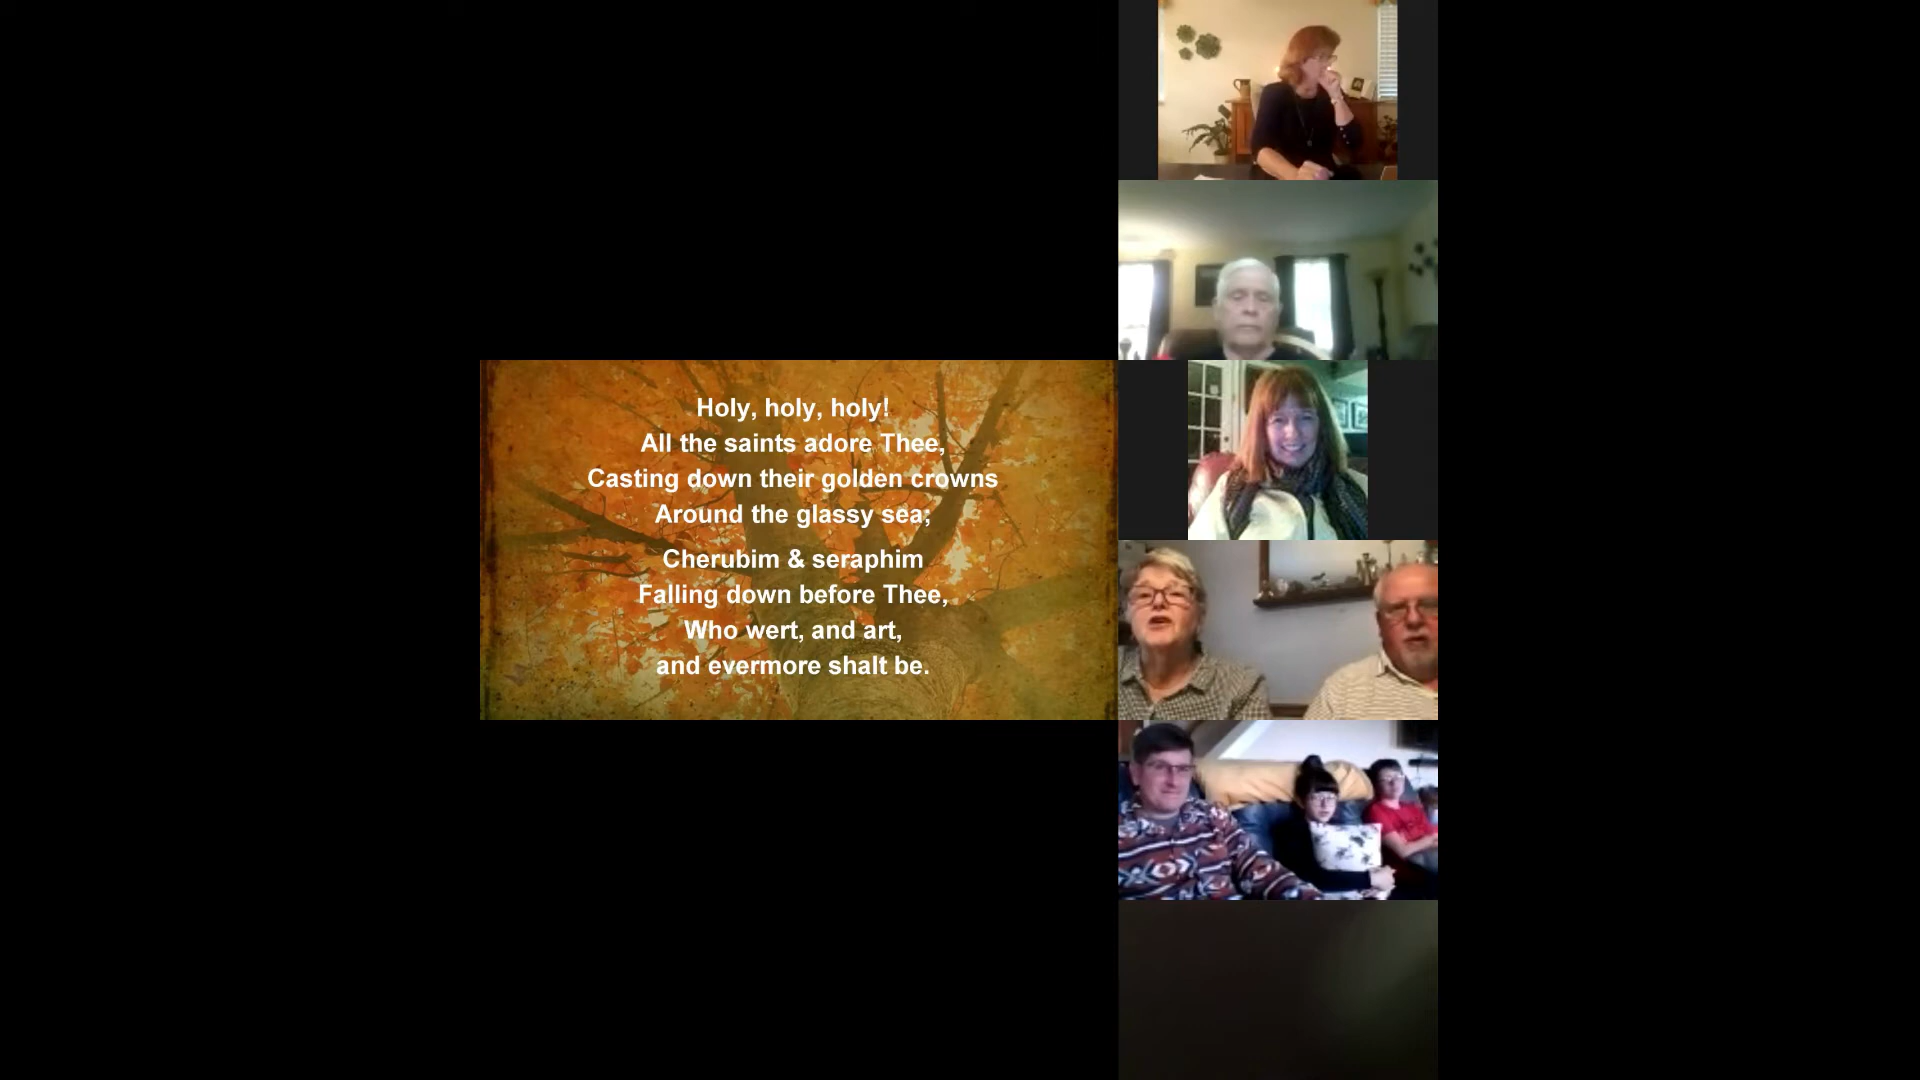 Holy, holy, holy!
All the saints adore Thee,
Casting down their golden crowns
Around the glassy sea;
Cherubim & seraphim
Falling down before Thee,
Who wert, and art,
and evermore shalt be.